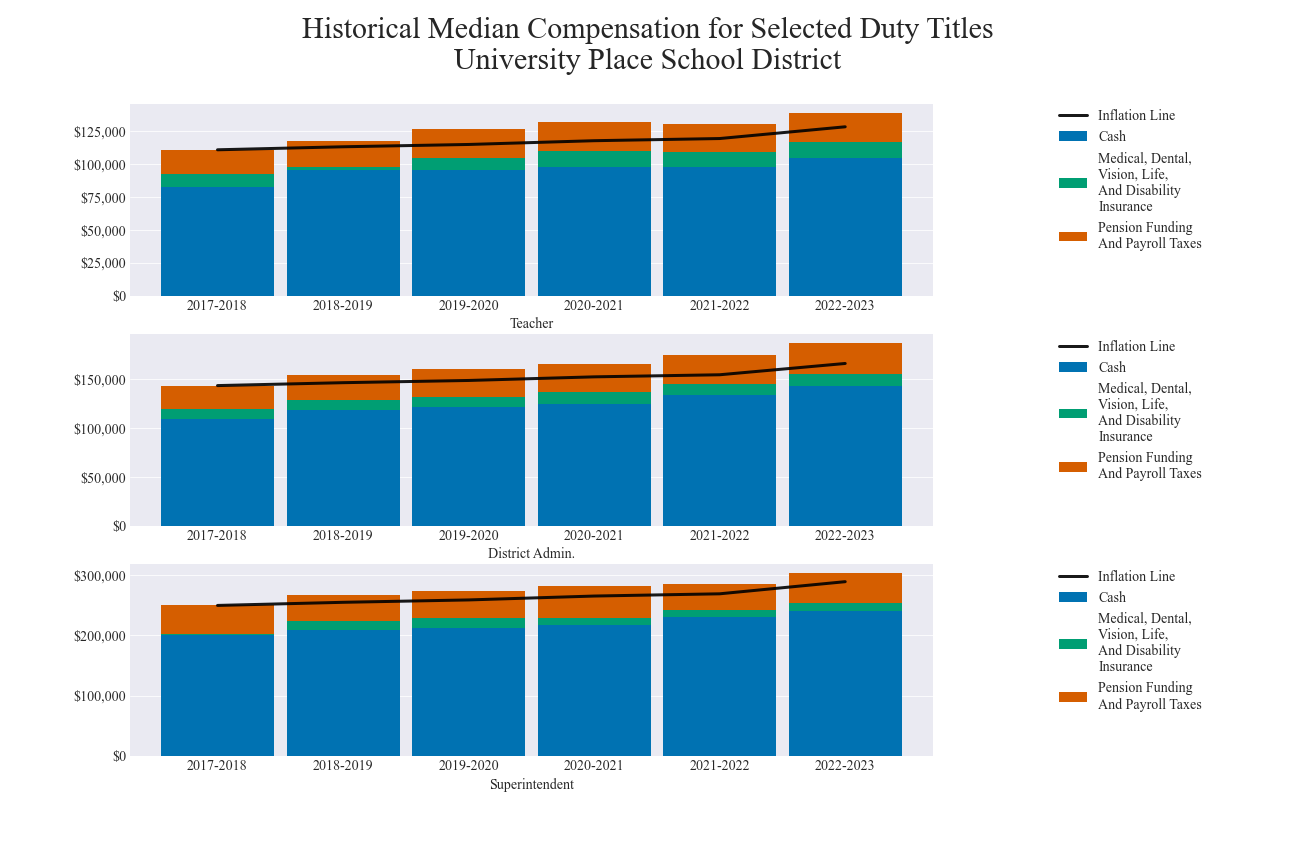 Historical Median Compensation for Selected Duty Titles
University Place School District
$125,000
$100,000
$75,000
$50,000
$25,000
$0
2017-2018
2018-2019
2019-2020
2020-2021
2021-2022
2022-2023
Teacher
Inflation Line
Cash
Medical, Dental,
Vision, Life,
And Disability
Insurance
Pension Funding
And Payroll Taxes
$150,000
$100,000
$50,000
$0
2017-2018
2018-2019
2019-2020
2020-2021
2021-2022
2022-2023
District Admin.
Inflation Line
Cash
Medical, Dental,
Vision, Life,
And Disability
Insurance
Pension Funding
And Payroll Taxes
$300,000
$200,000
$100,000
$0
2017-2018
2018-2019
2019-2020
2020-2021
2021-2022
2022-2023
Superintendent
Inflation Line
Cash
Medical, Dental,
Vision, Life,
And Disability
Insurance
Pension Funding
And Payroll Taxes